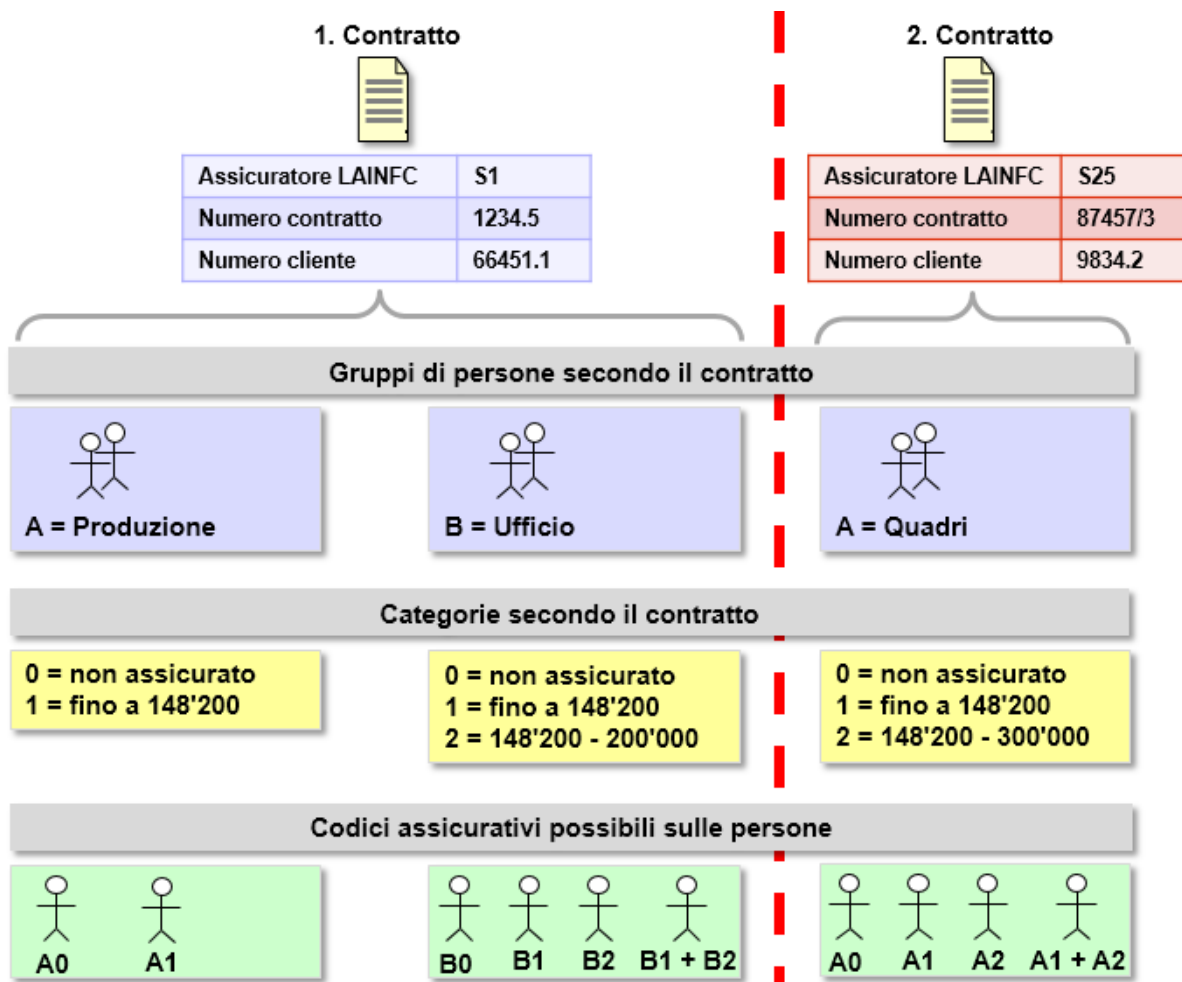 1. Contratto
2. Contratto
Assicuratore LAINFC S1
Numero contratto 1234.5
Numero cliente 66451.1
Assicuratore LAINFC S25
Numero contratto 87457/3
Numero cliente 9834.2
Gruppi di persone secondo il contratto
A = Produzione
B = Ufficio
A = Quadri
Categorie secondo il contratto
0 = non assicurato
1 = fino a 148'200
0 = non assicurato
1 = fino a 148'200
2 = 148'200 - 200'000
0 = non assicurato
1 = fino a 148'200
2 = 148'200 - 300'000
Codici assicurativi possibili sulle persone
A0 A1
B0 B1 B2 B1 + B2
A0 A1 A2 A1 + A2